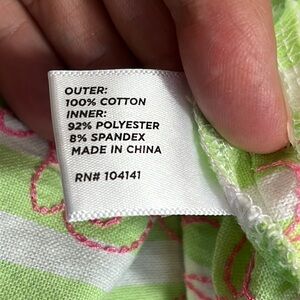 OUTER:
100% COTTON
INNER:
92% POLYESTER
8% SPANDEX
MADE IN CHINA
RN# 104141